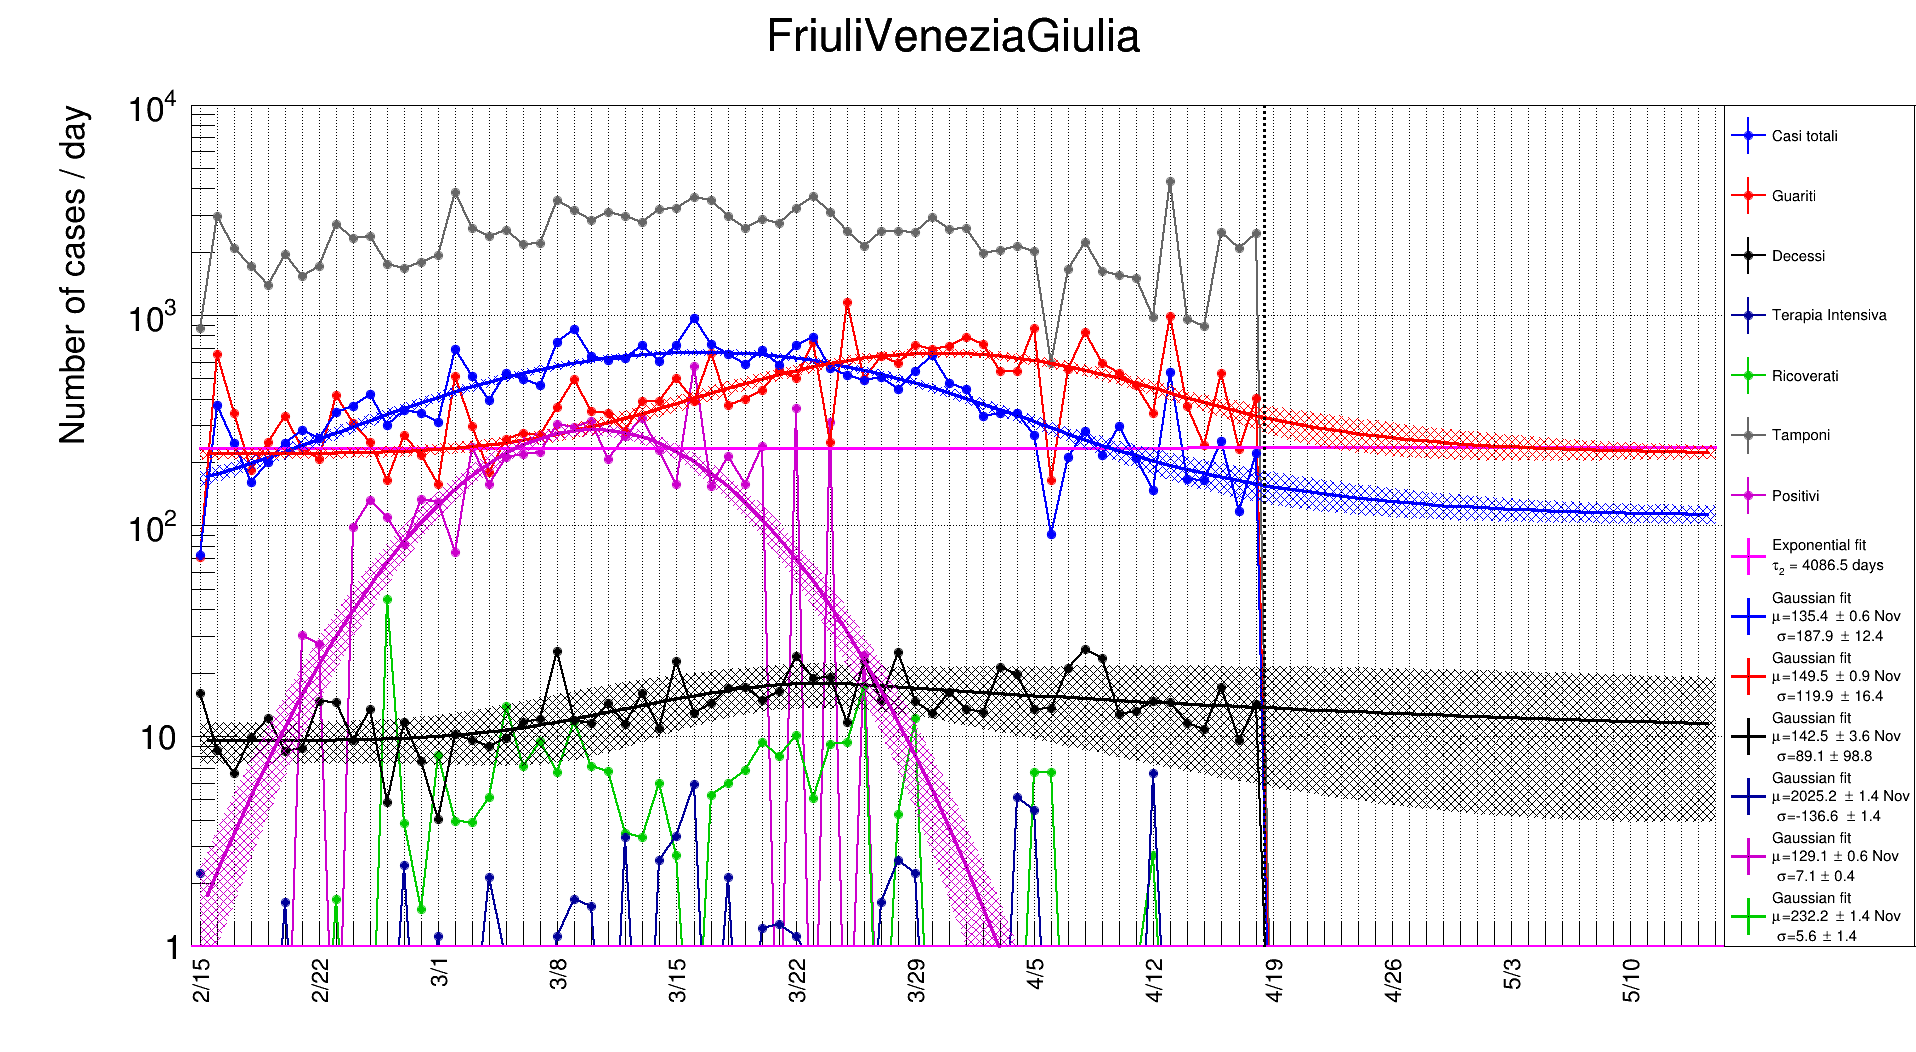 FriuliVeneziaGiulia
Number of cases / day
10^4
10^3
10^2
10
1
2/15
2/22
3/1
3/8
3/15
3/22
3/29
4/5
4/12
4/19
4/26
5/3
5/10
Casi totali
Guariti
Decessi
Terapia Intensiva
Ricoverati
Tamponi
Positivi
Exponential fit
τ₂ = 4086.5 days
Gaussian fit
μ=135.4 ± 0.6 Nov
σ=187.9 ± 12.4
Gaussian fit
μ=149.5 ± 0.9 Nov
σ=119.9 ± 16.4
Gaussian fit
μ=142.5 ± 3.6 Nov
σ=89.1 ± 98.8
Gaussian fit
μ=2025.2 ± 1.4 Nov
σ=-136.6 ± 1.4
Gaussian fit
μ=129.1 ± 0.6 Nov
σ=7.1 ± 0.4
Gaussian fit
μ=232.2 ± 1.4 Nov
σ=5.6 ± 1.4